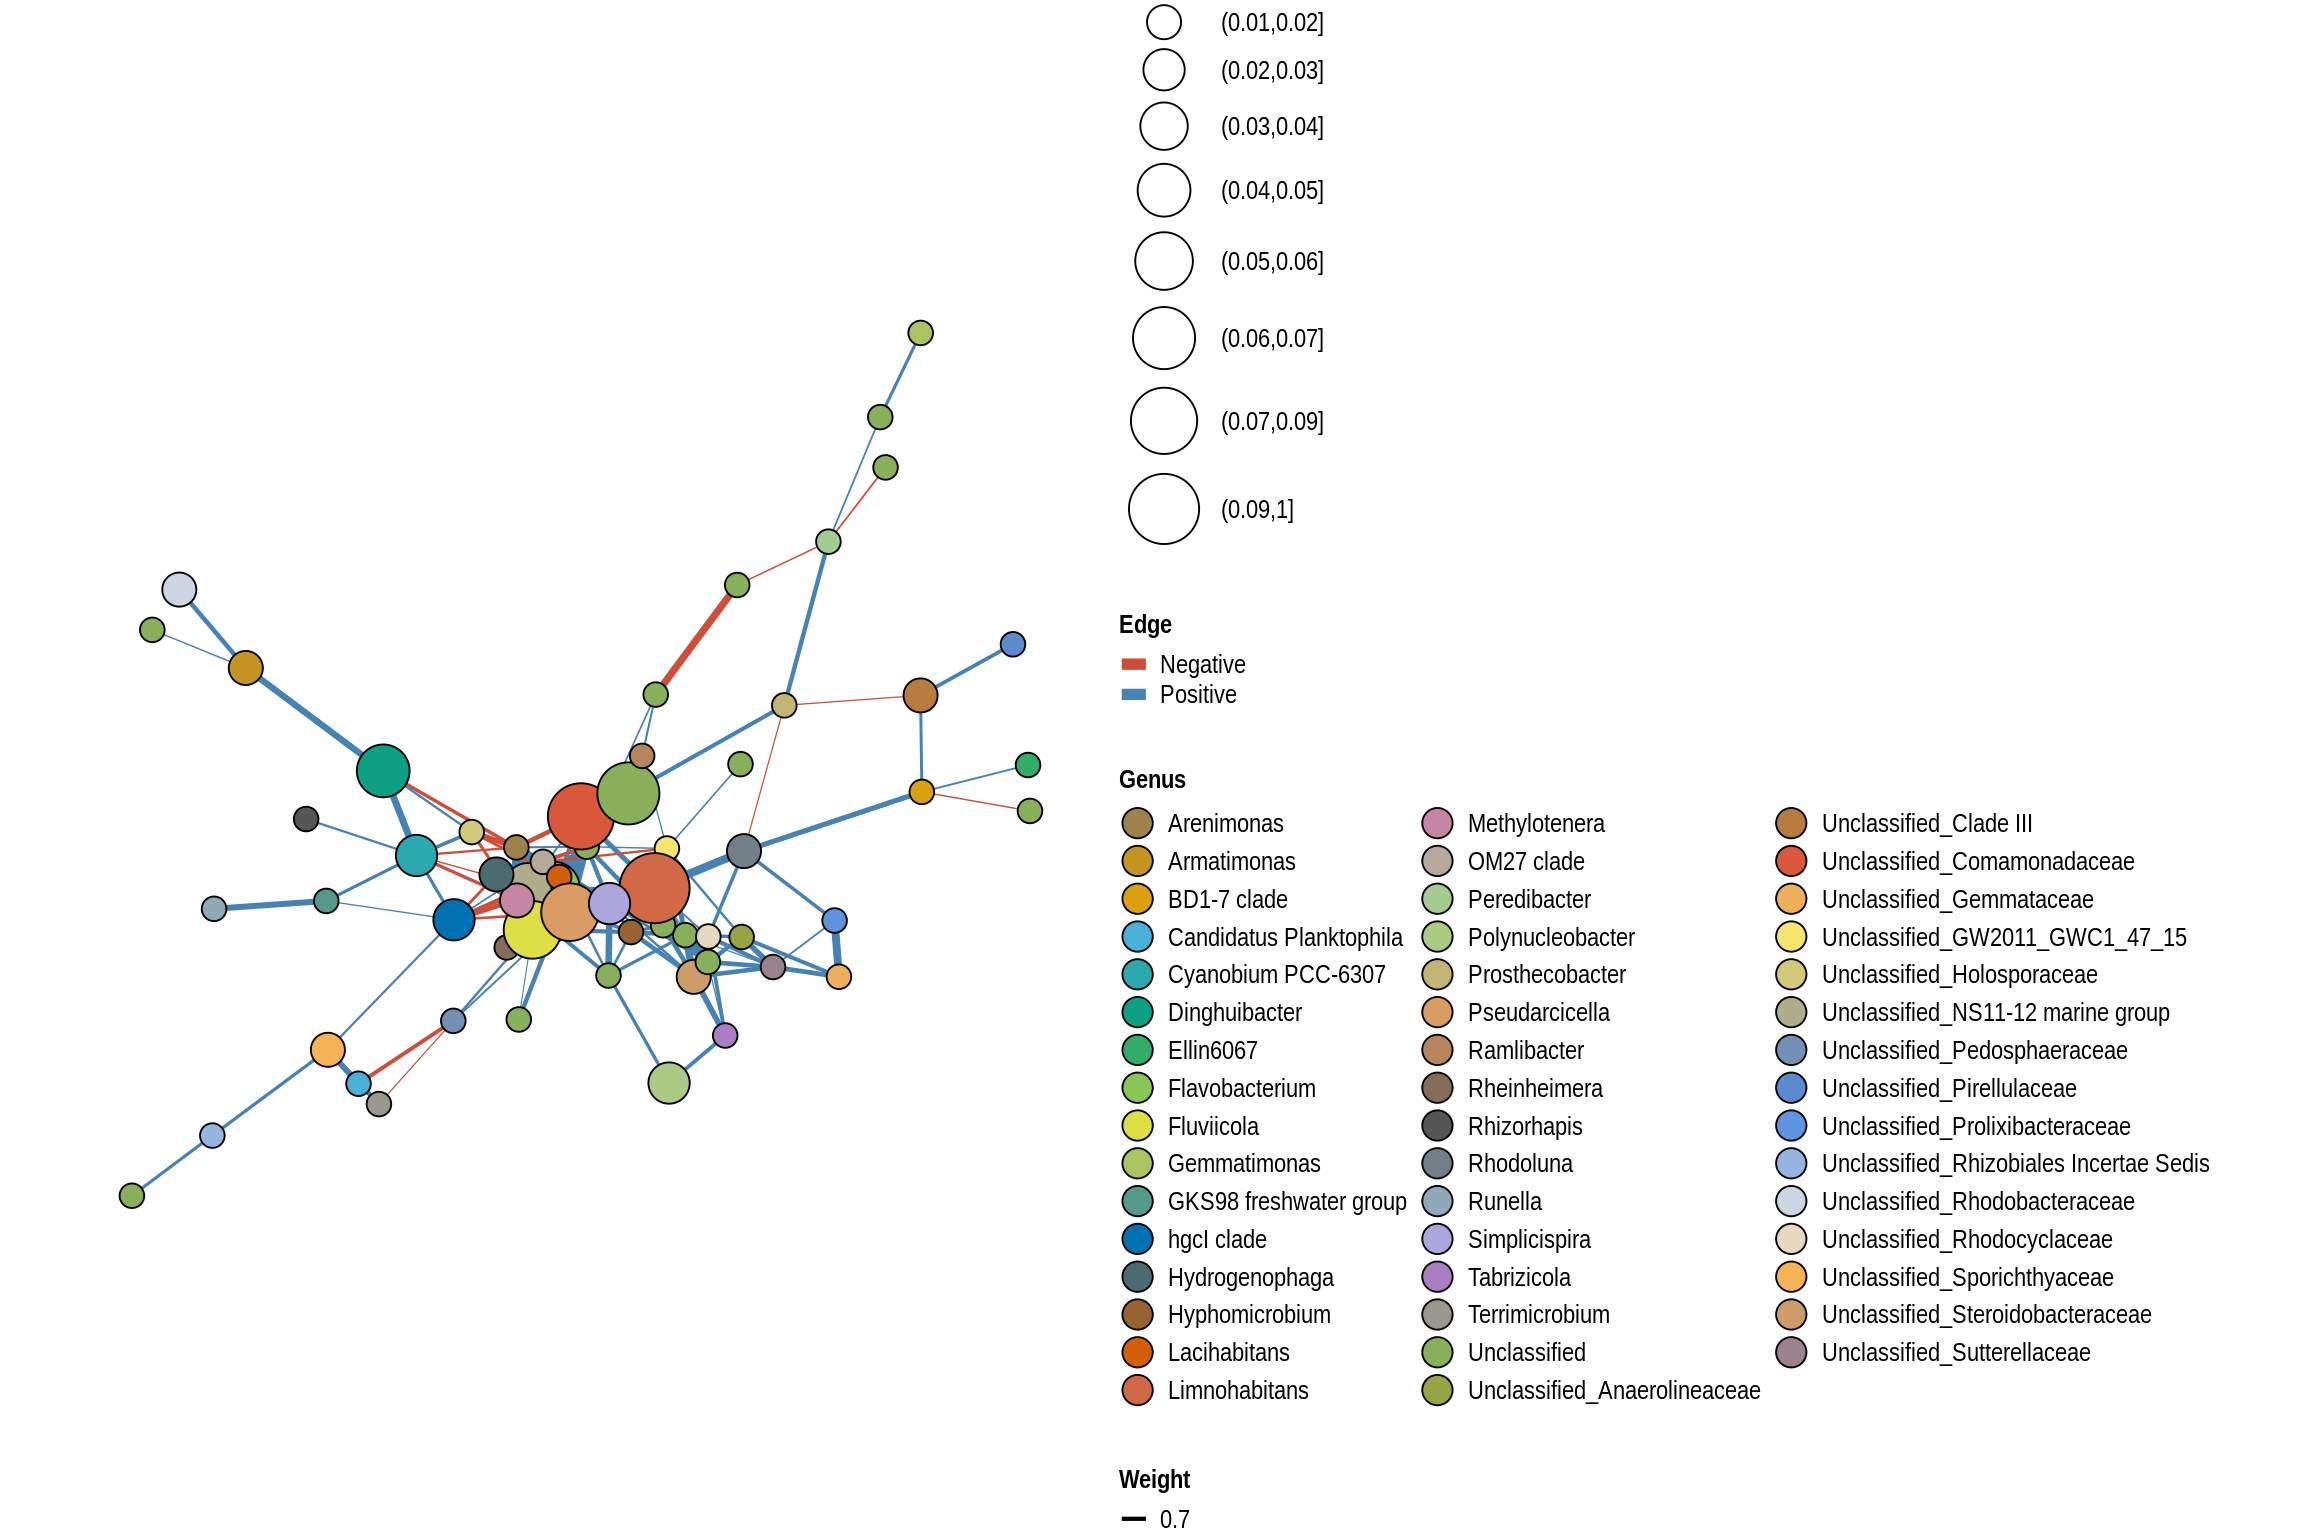 (0.01,0.02]
(0.02,0.03]
(0.03,0.04]
(0.04,0.05]
(0.05,0.06]
(0.06,0.07]
(0.07,0.09]
(0.09,1]
Edge
Negative
Positive
Genus
Arenimonas
Armatimonas
BD1-7 clade
Candidatus Planktophila
Cyanobium PCC-6307
Dinghuibacter
Ellin6067
Flavobacterium
Fluviicola
Gemmatimonas
GKS98 freshwater group
hgcI clade
Hydrogenophaga
Hyphomicrobium
Lacihabitans
Limnohabitans
Methylotenera
OM27 clade
Peredibacter
Polynucleobacter
Prosthecobacter
Pseudarcicella
Ramlibacter
Rheinheimera
Rhizorhapis
Rhodoluna
Runella
Simplicispira
Tabrizicola
Terrimicrobium
Unclassified
Unclassified_Anaerolineaceae
Unclassified_Clade III
Unclassified_Comamonadaceae
Unclassified_Gemmataceae
Unclassified_GW2011_GWC1_47_15
Unclassified_Holosporaceae
Unclassified_NS11-12 marine group
Unclassified_Pedosphaeraceae
Unclassified_Pirellulaceae
Unclassified_Prolixibacteraceae
Unclassified_Rhizobiales Incertae Sedis
Unclassified_Rhodobacteraceae
Unclassified_Rhodocyclaceae
Unclassified_Sporichthyaceae
Unclassified_Steroidobacteraceae
Unclassified_Sutterellaceae
Weight
0.7